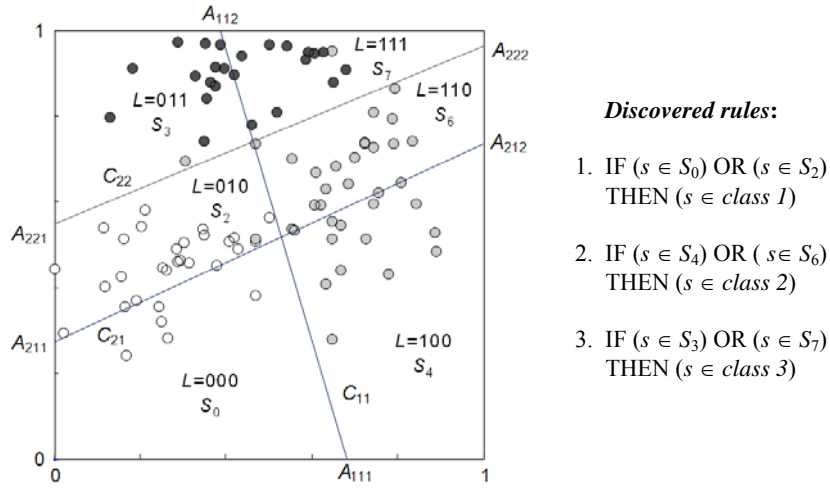 A112
1
L=111
S7
A222
L=110
S6
L=011
S3
A212
C22
L=010
S2
A221
C21
A211
L=100
S4
L=000
S0
C11
0
0
A111
1
Discovered rules:
1. IF (s ∈ S0) OR (s ∈ S2)
THEN (s ∈ class 1)
2. IF (s ∈ S4) OR ( s∈ S6)
THEN (s ∈ class 2)
3. IF (s ∈ S3) OR (s ∈ S7)
THEN (s ∈ class 3)